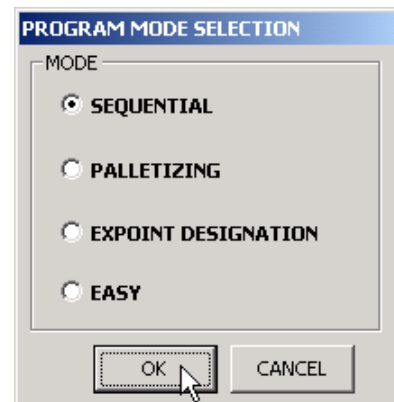 PROGRAM MODE SELECTION
MODE
SEQUENTIAL
PALLETIZING
EXPOINT DESIGNATION
EASY
OK CANCEL